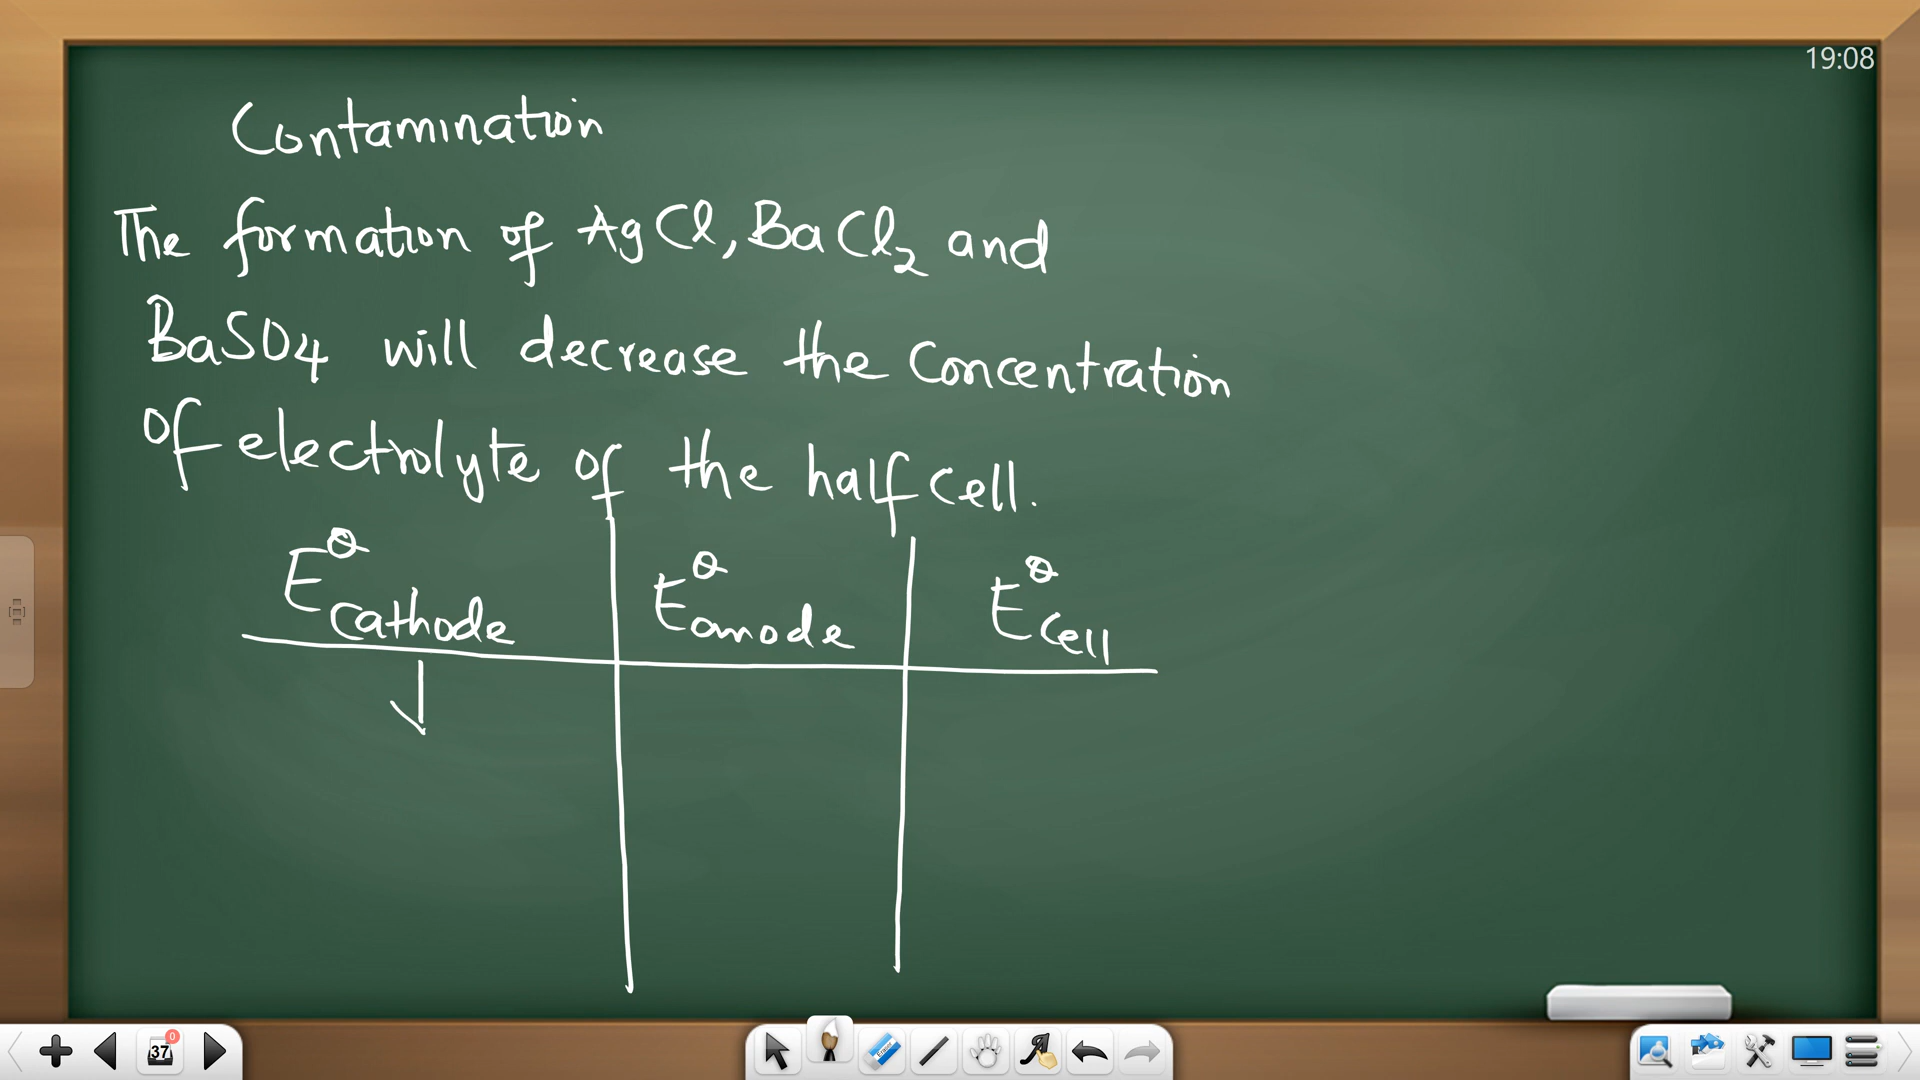 19:08
Contamination
The formation of AgCl, BaCl₂ and
BaSO4 will decrease the Concentration
of electrolyte of the half cell.
E^θ cathode E^θ anode E^θ cell
↓
37
0
Eraser